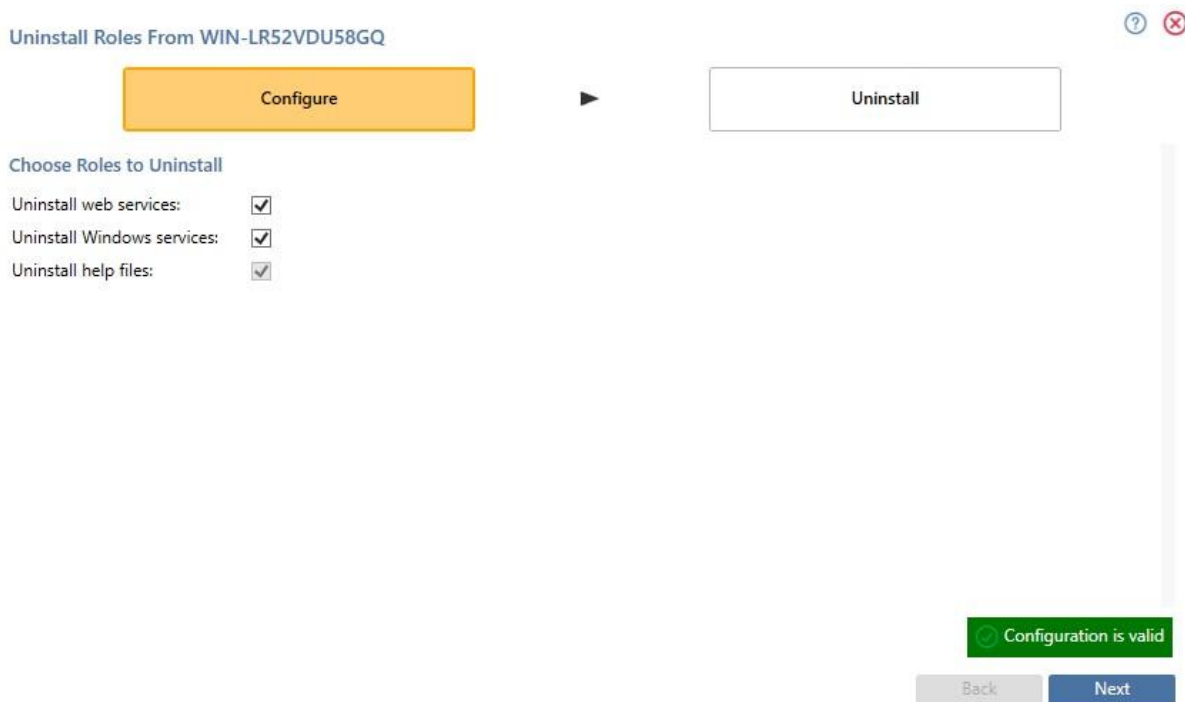 Uninstall Roles From WIN-LR52VDU58GQ
Configure
Uninstall
Choose Roles to Uninstall
Uninstall web services:
Uninstall Windows services:
Uninstall help files:
Configuration is valid
Back
Next